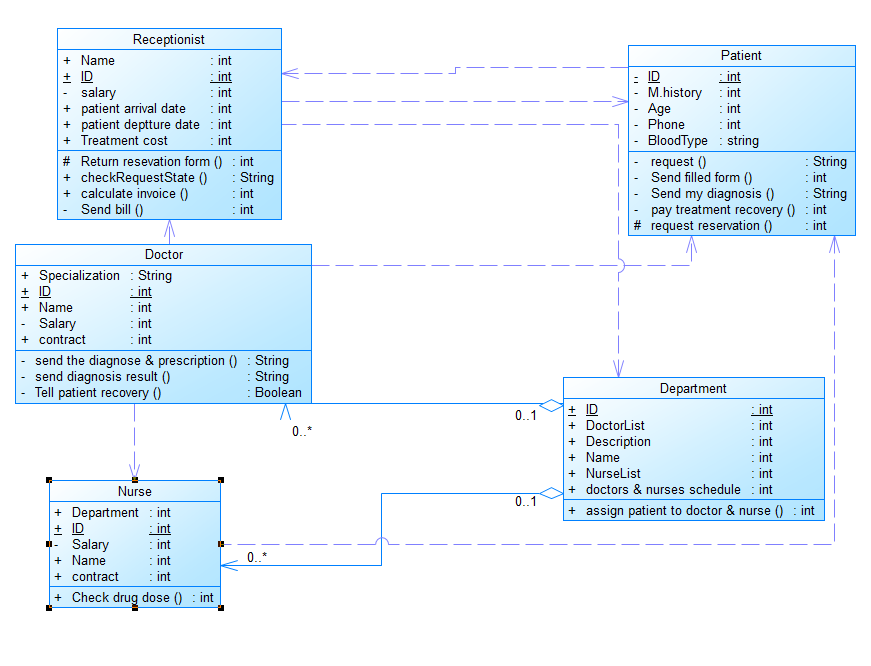 Receptionist
+ Name : int
+ ID : int
- salary : int
+ patient arrival date : int
+ patient deptture date : int
+ Treatment cost : int
# Return resevation form () : int
+ checkRequestState () : String
+ calculate invoice () : int
- Send bill () : int
Patient
- ID : int
- M.history : int
- Age : int
- Phone : int
- BloodType : string
- request () : String
- Send filled form () : int
- Send my diagnosis () : String
- pay treatment recovery () : int
# request reservation () : int
Doctor
+ Specialization : String
+ ID : int
+ Name : int
- Salary : int
+ contract : int
- send the diagnose & prescription () : String
- send diagnosis result () : String
- Tell patient recovery () : Boolean
0..1
0..*
Department
+ ID : int
+ DoctorList : int
+ Description : int
+ Name : int
+ NurseList : int
+ doctors & nurses schedule : int
+ assign patient to doctor & nurse () : int
0..1
0..*
Nurse
+ Department : int
+ ID : int
- Salary : int
+ Name : int
+ contract : int
+ Check drug dose () : int